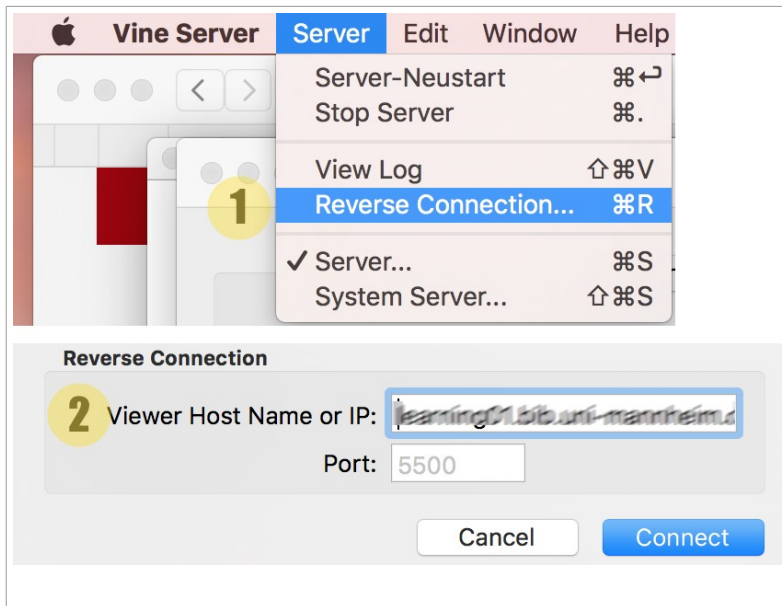 Vine Server Server Edit Window Help
Server-Neustart ⌘↩
Stop Server ⌘.
View Log ⇧⌘V
1 Reverse Connection... ⌘R
✓ Server... ⌘S
System Server... ⇧⌘S
Reverse Connection
2 Viewer Host Name or IP:
Port: 5500
Cancel Connect